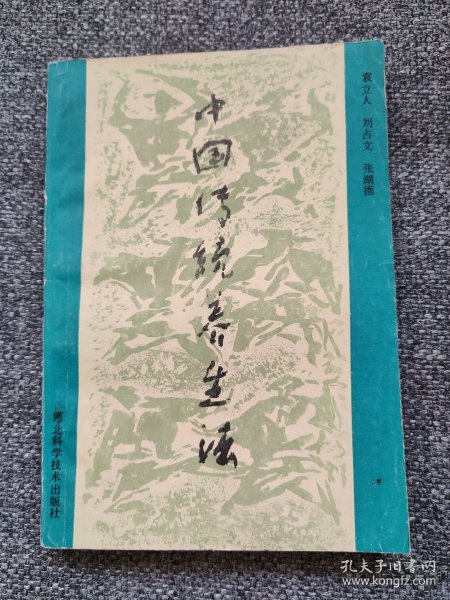 袁立人 刘占文 张湖德
中国传统养生法
河北科学技术出版社
孔夫子旧书网
www.kongfz.com